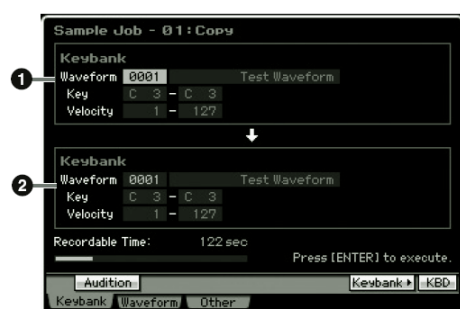 Sample Job - 01:Copy
Keybank
1 Waveform 0001 Test Waveform
Key C 3 - C 3
Velocity 1 - 127
Keybank
2 Waveform 0001 Test Waveform
Key C 3 - C 3
Velocity 1 - 127
Recordable Time: 122 sec
Press [ENTER] to execute.
Audition Keybank KBD
Keybank Waveform Other